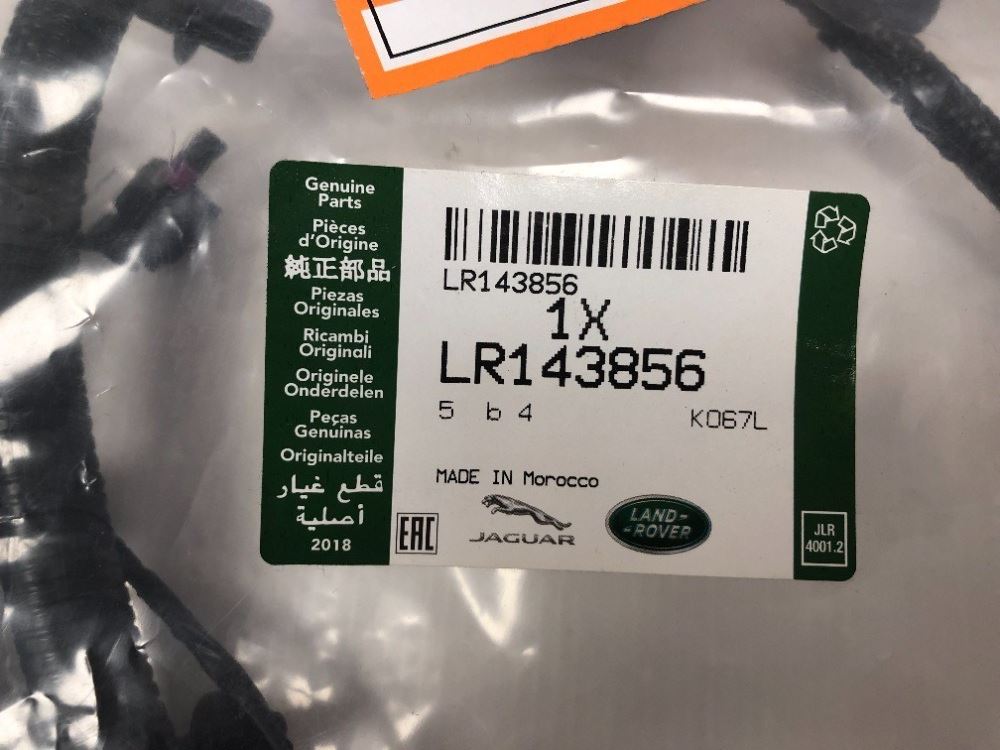 Genuine
Parts
Pièces
d'Origine
純正部品
Piezas
Originales
Ricambi
Originali
Originele
Onderdelen
Peças
Genuinas
Originalteile
قطع غيار
أصلية
2018
LR143856
1X
LR143856
5 b 4 K067L
MADE IN Morocco
EAC
JAGUAR
LAND-
-ROVER
JLR
4001.2